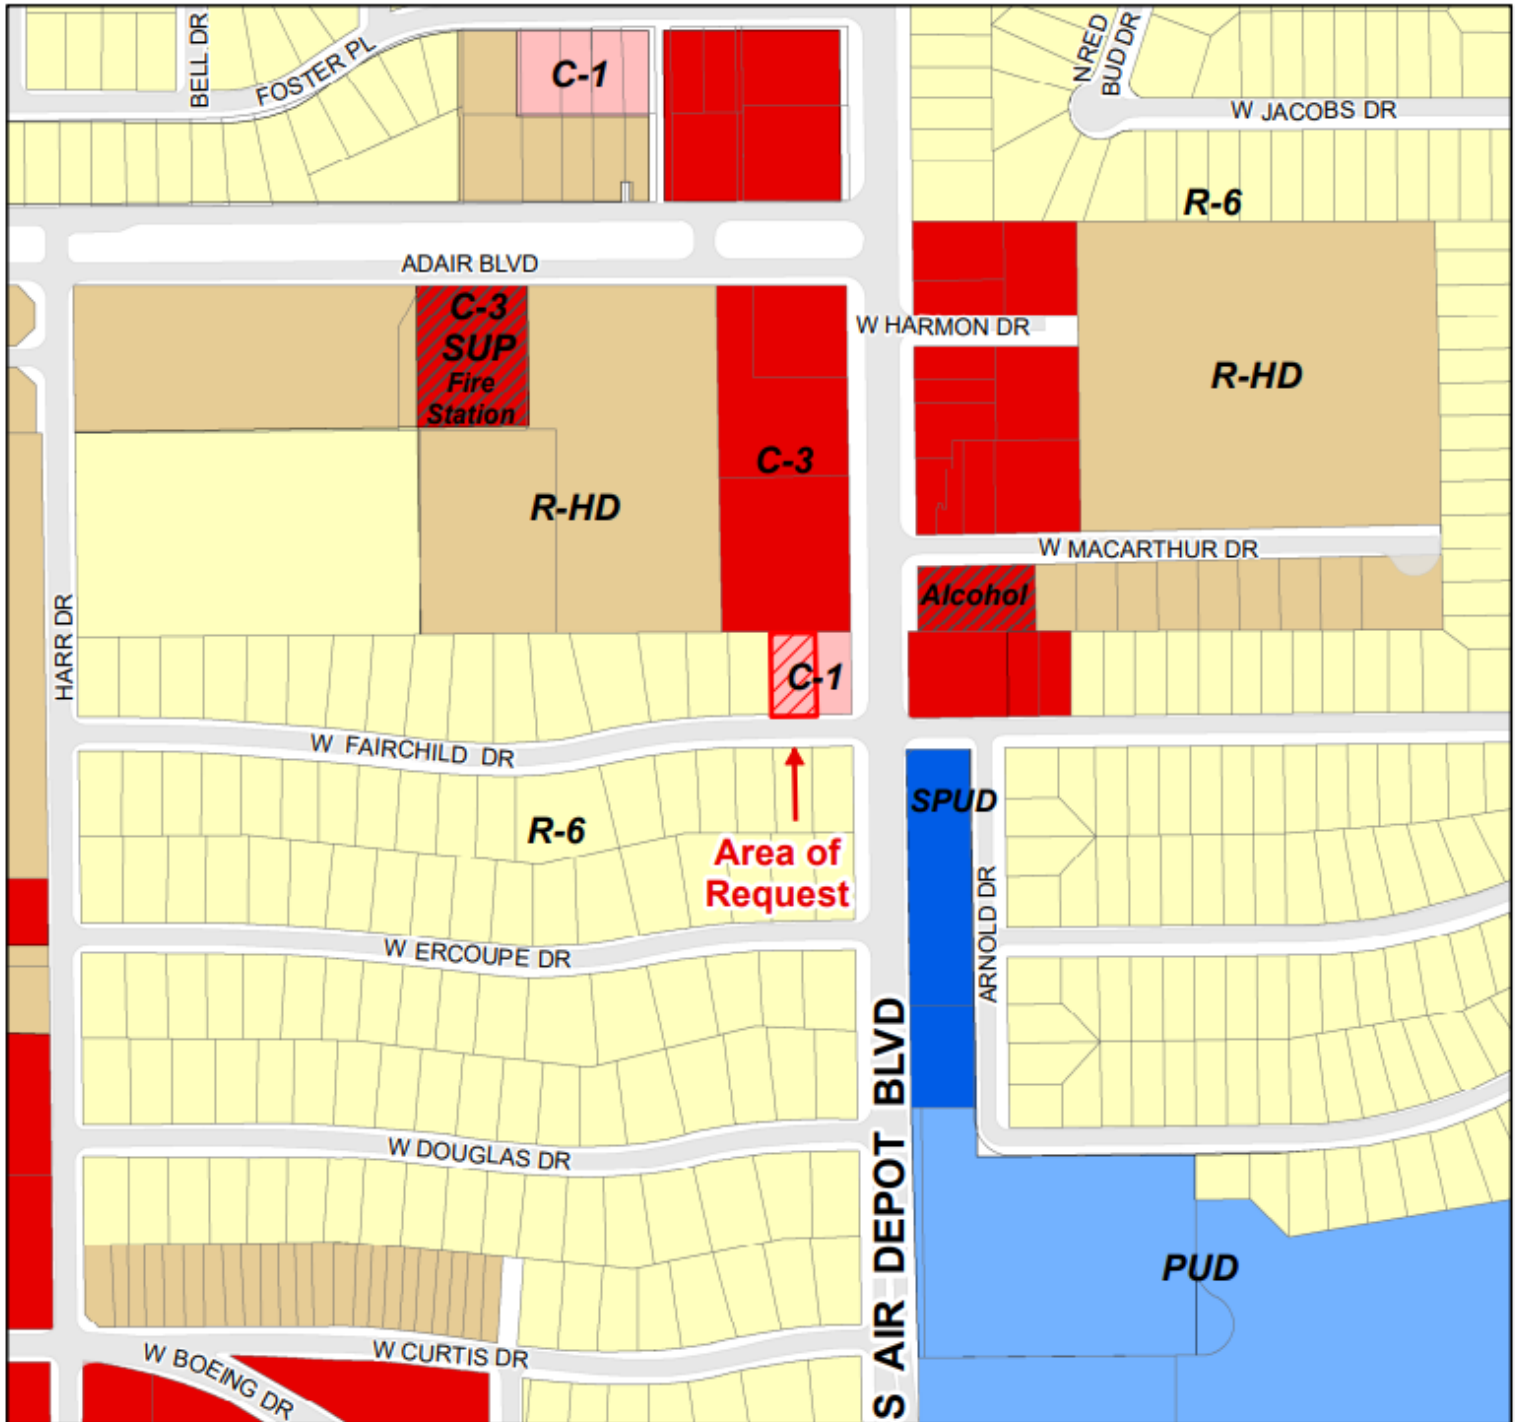 BELL DR
FOSTER PL
C-1
N RED
BUD DR
W JACOBS DR
R-6
ADAIR BLVD
C-3
SUP
Fire
Station
W HARMON DR
R-HD
C-3
R-HD
W MACARTHUR DR
Alcohol
HARR DR
C-1
W FAIRCHILD DR
SPUD
R-6
Area of
Request
ARNOLD DR
W ERCOUPE DR
S AIR DEPOT BLVD
W DOUGLAS DR
PUD
W BOEING DR
W CURTIS DR